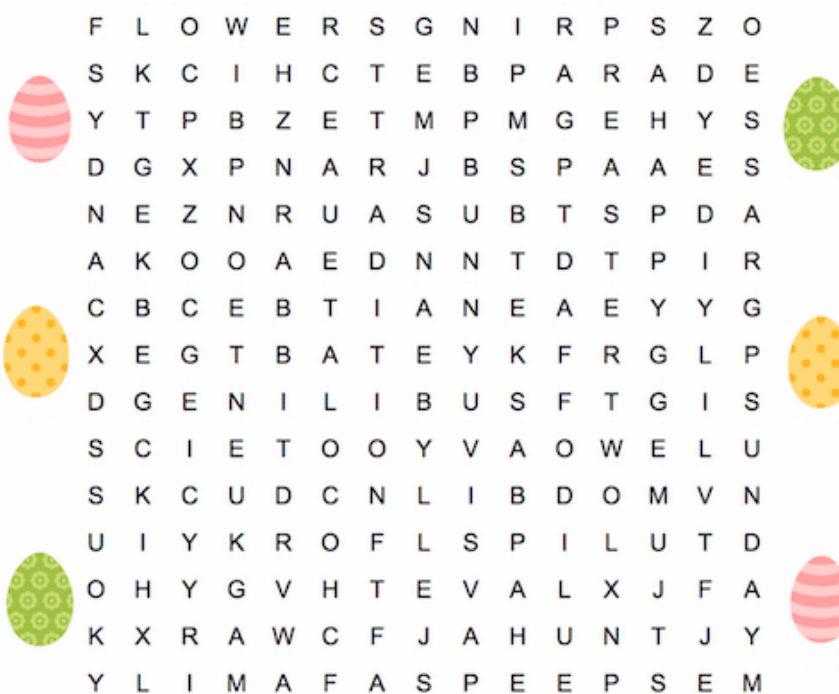 F L O W E R S G N I R P S Z O
S K C I H C T E B P A R A D E
Y T P B Z E T M P M G E H Y S
D G X P N A R J B S P A A E S
N E Z N R U A S U B T S P D A
A K O O A E D N N T D T P I R
C B C E B T I A N E A E Y Y G
X E G T B A T E Y K F R G L P
D G E N I L I B U S F T G I S
S C I E T O O Y V A O W E L U
S K C U D C N L I B D O M V N
U I Y K R O F L S P I L U T D
O H Y G V H T E V A L X J F A
K X R A W C F J A H U N T J Y
Y L I M A F A S P E E P S E M